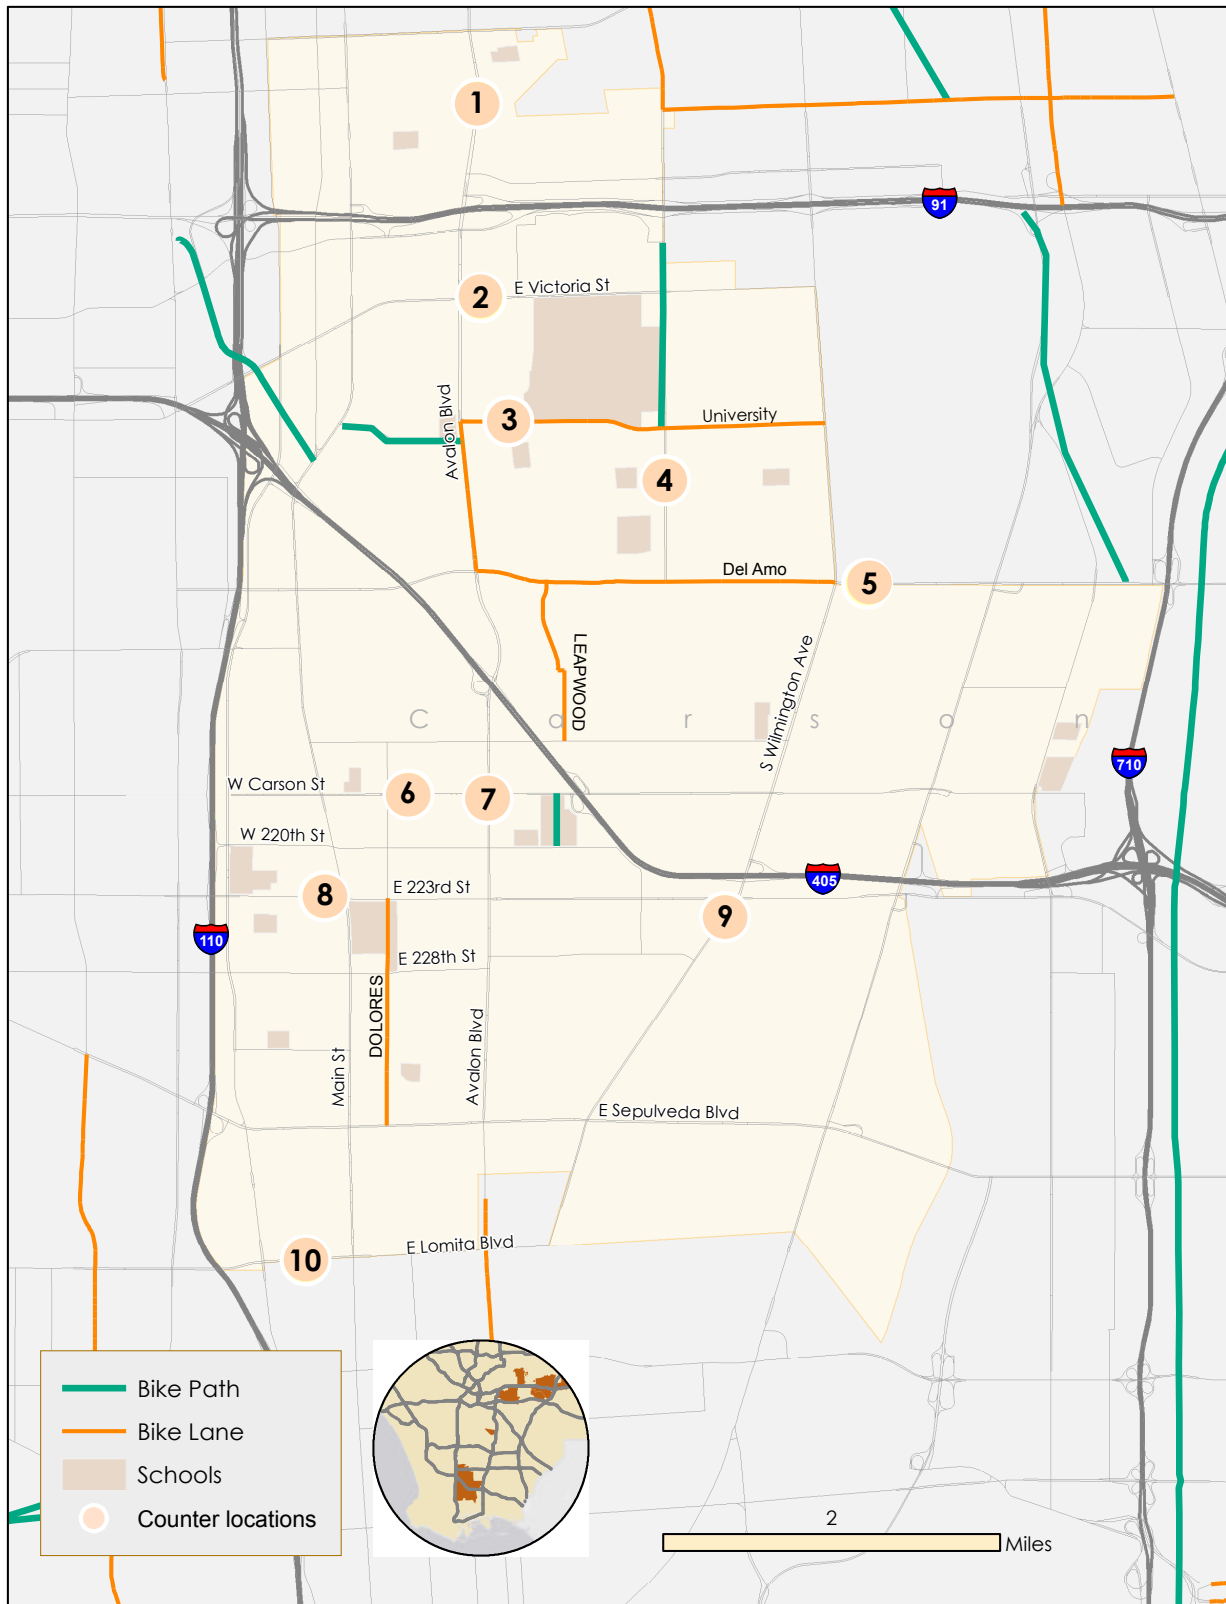 1
91
2
E Victoria St
Avalon Blvd
3
University
4
Del Amo
5
LEAPWOOD
S Wilmington Ave
Carson
710
W Carson St
6
7
W 220th St
405
8
E 223rd St
9
110
E 228th St
DOLORES
Main St
Avalon Blvd
E Sepulveda Blvd
E Lomita Blvd
10
Bike Path
Bike Lane
Schools
Counter locations
2
Miles